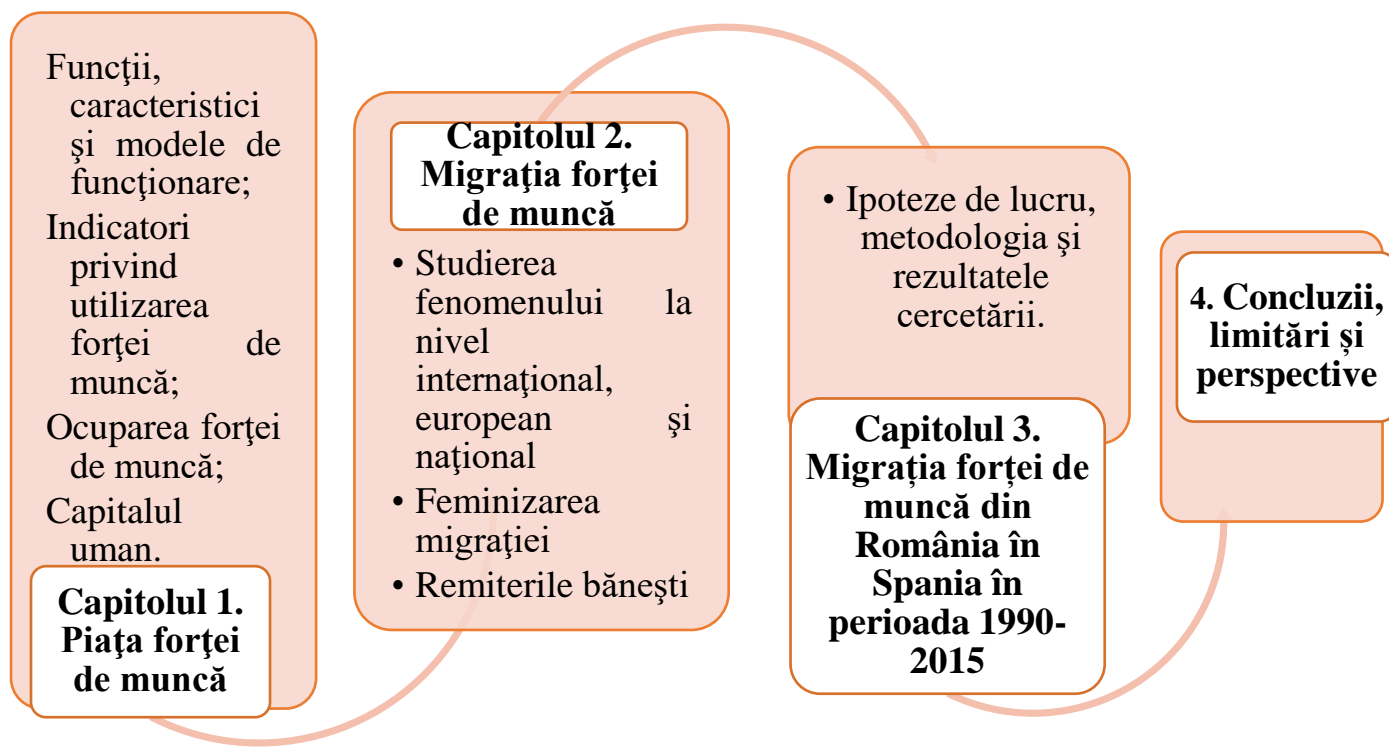 Funcţii,
caracteristici
şi modele de
funcţionare;
Indicatori
privind
utilizarea
forţei de
muncă;
Ocuparea forţei
de muncă;
Capitalul
uman.
Capitolul 1.
Piaţa forţei
de muncă
Capitolul 2.
Migraţia forţei
de muncă
• Studierea
fenomenului la
nivel
internaţional,
european şi
naţional
• Feminizarea
migraţiei
• Remiterile băneşti
• Ipoteze de lucru,
metodologia şi
rezultatele
cercetării.
Capitolul 3.
Migrația forței de
muncă din
România în
Spania în
perioada 1990-
2015
4. Concluzii,
limitări și
perspective